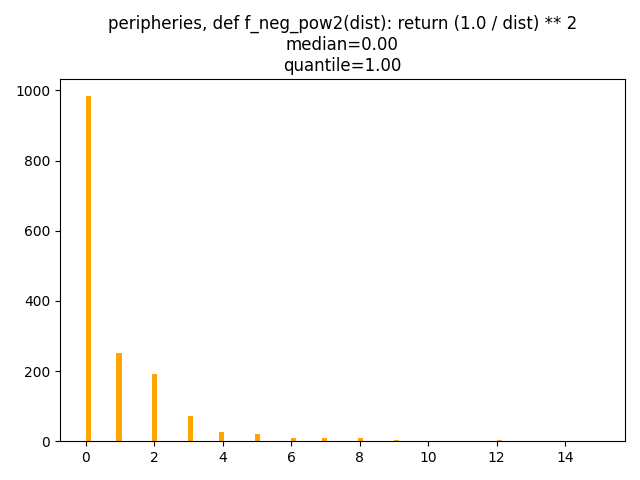 peripheries, def f_neg_pow2(dist): return (1.0 / dist) ** 2
median=0.00
quantile=1.00
1000
800
600
400
200
0
0 2 4 6 8 10 12 14